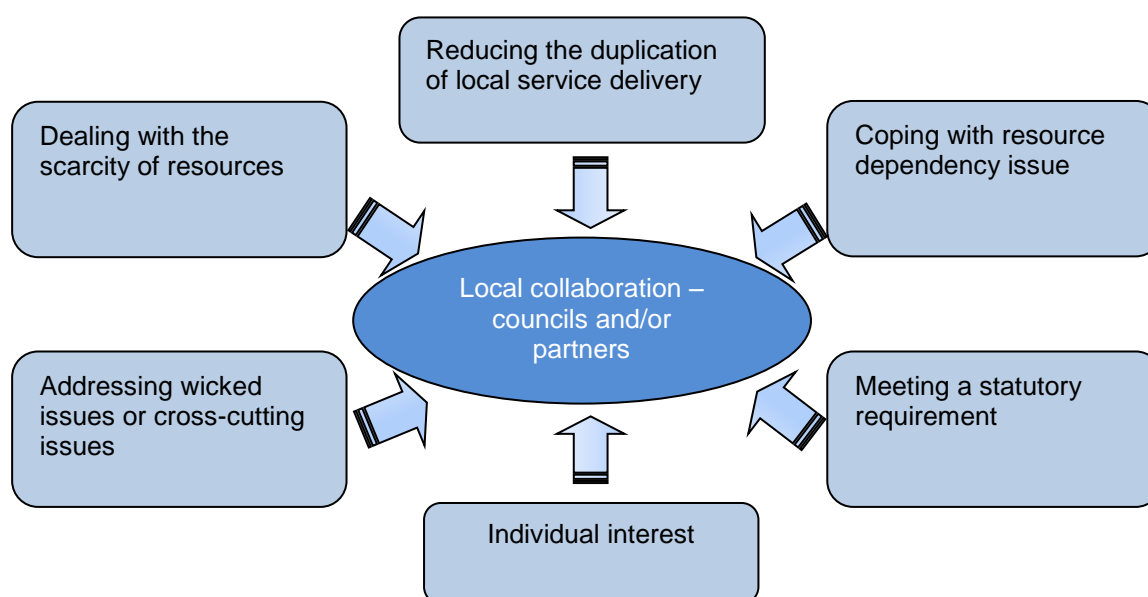 Reducing the duplication
of local service delivery
Dealing with the
scarcity of resources
Coping with resource
dependency issue
Local collaboration –
councils and/or
partners
Addressing wicked
issues or cross-cutting
issues
Meeting a statutory
requirement
Individual interest